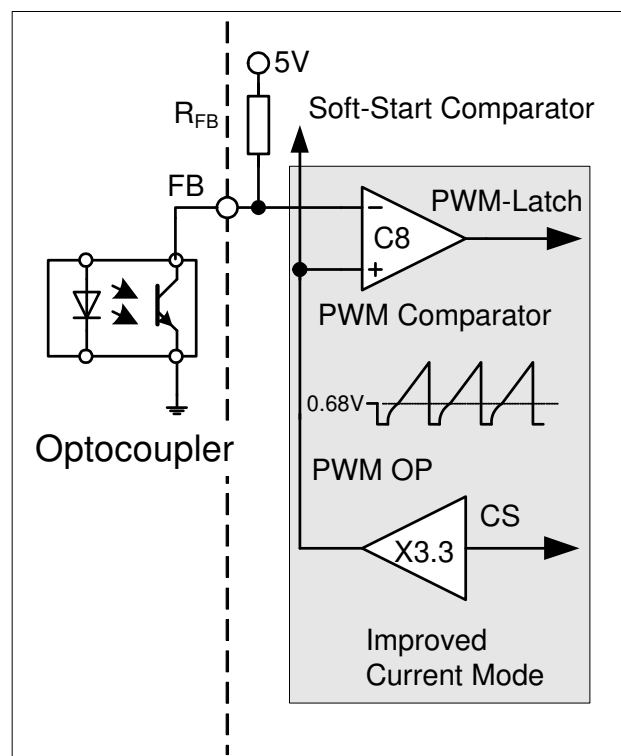 5V
R_FB
Soft-Start Comparator
FB
−
C8
+
PWM-Latch
PWM Comparator
0.68V
Optocoupler
PWM OP
CS
X3.3
Improved
Current Mode